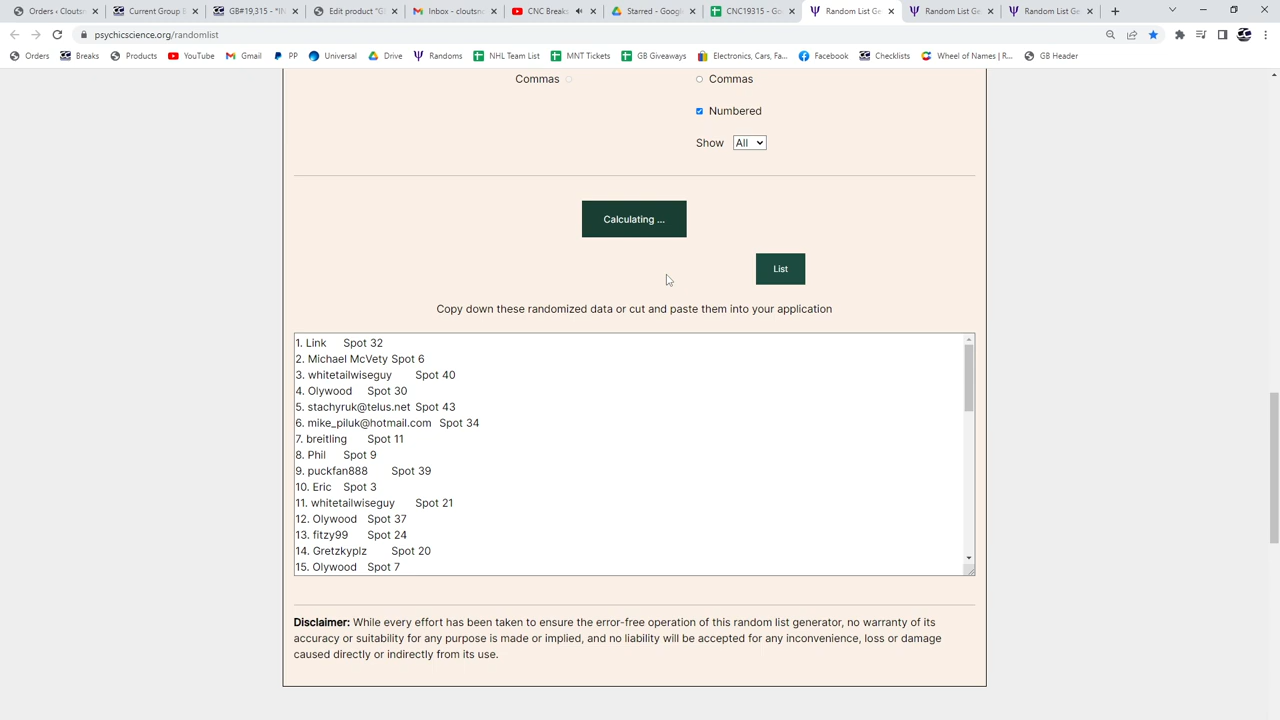 Orders ‹ Cloutsn
Current Group E
GB#19,315 - *IN
Edit product "G
Inbox - cloutsno
CNC Breaks
Starred - Google
CNC19315 - Go
Random List Ge
Random List Ge
Random List Ge
psychicscience.org/randomlist
Orders
Breaks
Products
YouTube
Gmail
PP
Universal
Drive
Randoms
NHL Team List
MNT Tickets
GB Giveaways
Electronics, Cars, Fa...
Facebook
Checklists
Wheel of Names | R...
GB Header
Commas
Commas
Numbered
Show All
Calculating ...
List
Copy down these randomized data or cut and paste them into your application
1. Link Spot 32
2. Michael McVety Spot 6
3. whitetailwiseguy Spot 40
4. Olywood Spot 30
5. stachyruk@telus.net Spot 43
6. mike_piluk@hotmail.com Spot 34
7. breitling Spot 11
8. Phil Spot 9
9. puckfan888 Spot 39
10. Eric Spot 3
11. whitetailwiseguy Spot 21
12. Olywood Spot 37
13. fitzy99 Spot 24
14. Gretzkyplz Spot 20
15. Olywood Spot 7
Disclaimer: While every effort has been taken to ensure the error-free operation of this random list generator, no warranty of its
accuracy or suitability for any purpose is made or implied, and no liability will be accepted for any inconvenience, loss or damage
caused directly or indirectly from its use.